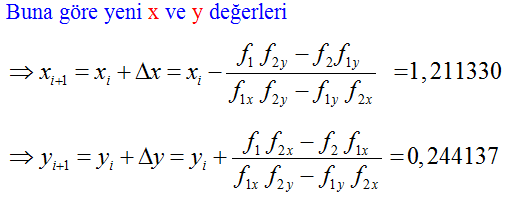 Buna göre yeni x ve y değerleri
⇒ x_{i+1} = x_i + Δx = x_i − \frac{f_1 f_{2y} − f_2 f_{1y}}{f_{1x} f_{2y} − f_{1y} f_{2x}} = 1,211330
⇒ y_{i+1} = y_i + Δy = y_i + \frac{f_1 f_{2x} − f_2 f_{1x}}{f_{1x} f_{2y} − f_{1y} f_{2x}} = 0,244137